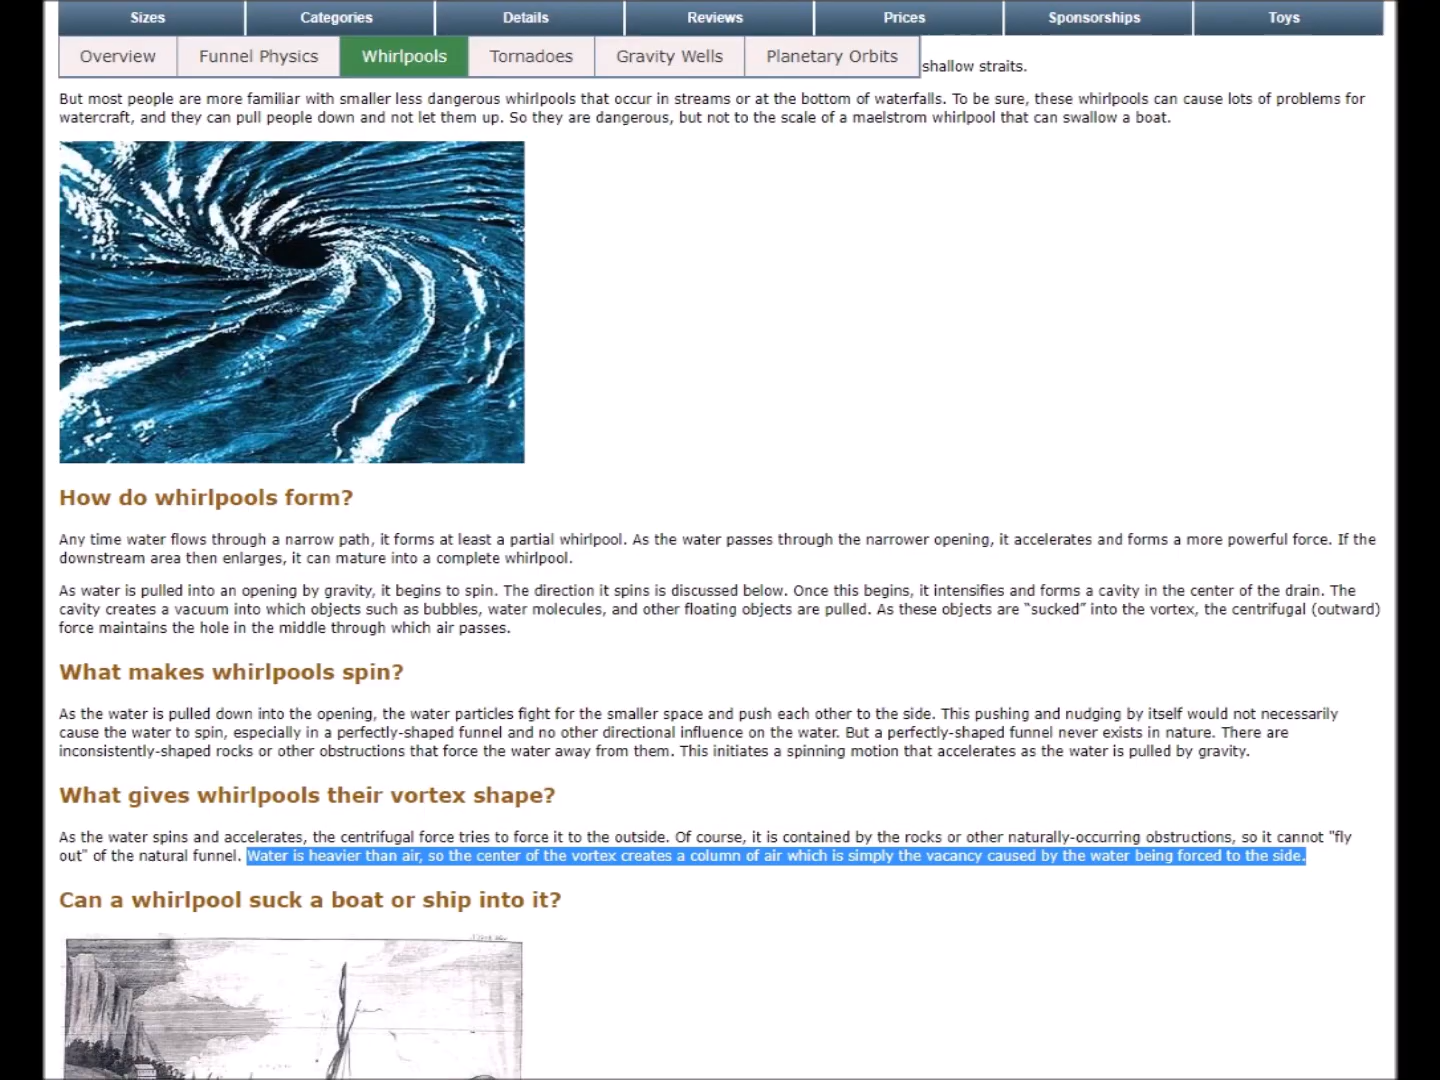 Sizes Categories Details Reviews Prices Sponsorships Toys
Overview Funnel Physics Whirlpools Tornadoes Gravity Wells Planetary Orbits
shallow straits.
But most people are more familiar with smaller less dangerous whirlpools that occur in streams or at the bottom of waterfalls. To be sure, these whirlpools can cause lots of problems for
watercraft, and they can pull people down and not let them up. So they are dangerous, but not to the scale of a maelstrom whirlpool that can swallow a boat.
How do whirlpools form?
Any time water flows through a narrow path, it forms at least a partial whirlpool. As the water passes through the narrower opening, it accelerates and forms a more powerful force. If the
downstream area then enlarges, it can mature into a complete whirlpool.
As water is pulled into an opening by gravity, it begins to spin. The direction it spins is discussed below. Once this begins, it intensifies and forms a cavity in the center of the drain. The
cavity creates a vacuum into which objects such as bubbles, water molecules, and other floating objects are pulled. As these objects are “sucked” into the vortex, the centrifugal (outward)
force maintains the hole in the middle through which air passes.
What makes whirlpools spin?
As the water is pulled down into the opening, the water particles fight for the smaller space and push each other to the side. This pushing and nudging by itself would not necessarily
cause the water to spin, especially in a perfectly-shaped funnel and no other directional influence on the water. But a perfectly-shaped funnel never exists in nature. There are
inconsistently-shaped rocks or other obstructions that force the water away from them. This initiates a spinning motion that accelerates as the water is pulled by gravity.
What gives whirlpools their vortex shape?
As the water spins and accelerates, the centrifugal force tries to force it to the outside. Of course, it is contained by the rocks or other naturally-occurring obstructions, so it cannot "fly
out" of the natural funnel. Water is heavier than air, so the center of the vortex creates a column of air which is simply the vacancy caused by the water being forced to the side.
Can a whirlpool suck a boat or ship into it?